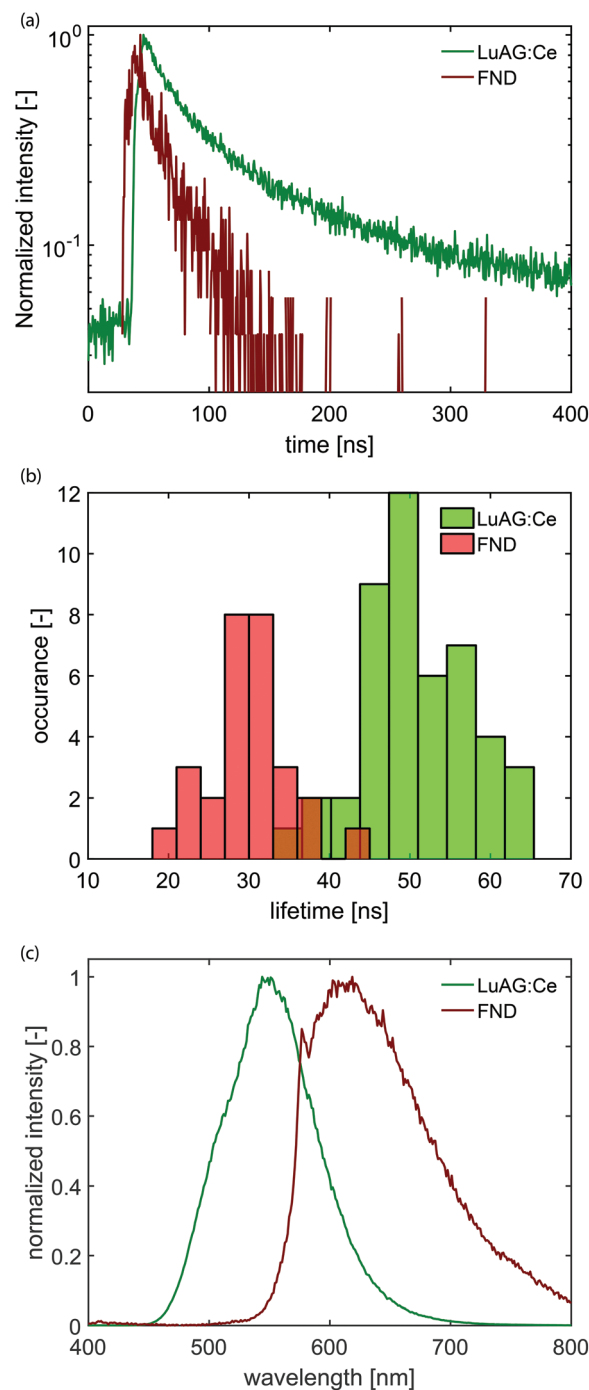 (a)
10⁰
LuAG:Ce
FND
Normalized intensity [-]
10⁻¹
0 100 200 300 400
time [ns]
(b)
12
LuAG:Ce
10
FND
8
occurance [-]
6
4
2
0
10 20 30 40 50 60 70
lifetime [ns]
(c)
1
LuAG:Ce
FND
0.8
normalized intensity [-]
0.6
0.4
0.2
0
400 500 600 700 800
wavelength [nm]